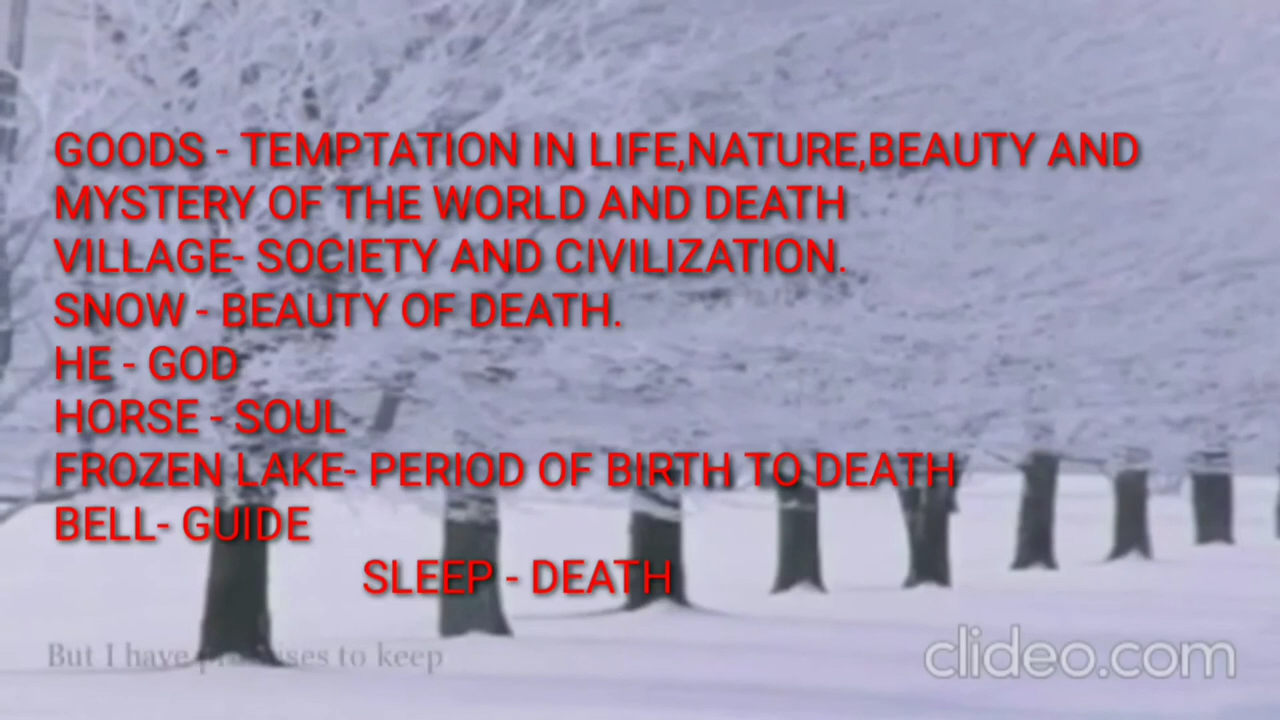 GOODS - TEMPTATION IN LIFE,NATURE,BEAUTY AND
MYSTERY OF THE WORLD AND DEATH
VILLAGE- SOCIETY AND CIVILIZATION.
SNOW - BEAUTY OF DEATH.
HE - GOD
HORSE - SOUL
FROZEN LAKE- PERIOD OF BIRTH TO DEATH
BELL- GUIDE
SLEEP - DEATH
But I have promises to keep
clideo.com